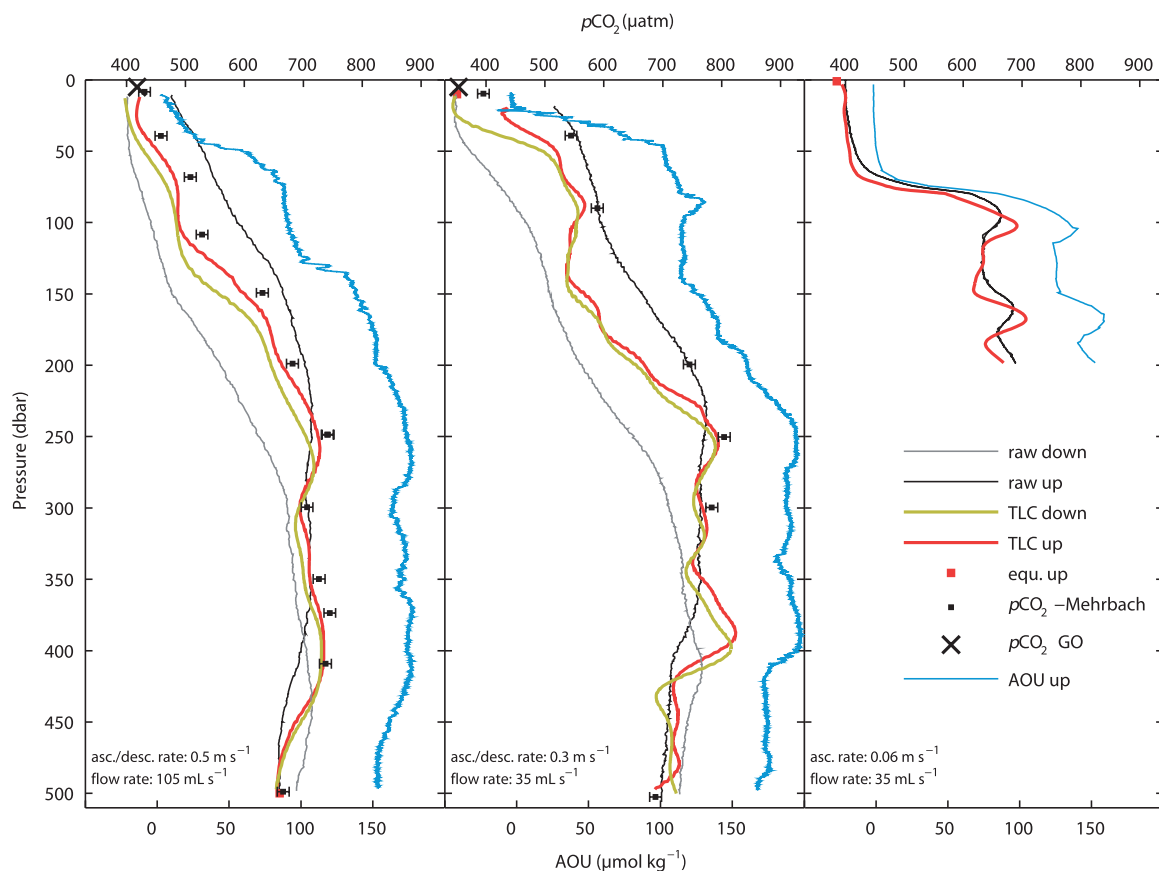 pCO₂ (µatm)
400 500 600 700 800 900 400 500 600 700 800 900 400 500 600 700 800 900
0
50
100
150
200
250
300
350
400
450
500
Pressure (dbar)
asc./desc. rate: 0.5 m s⁻¹
flow rate: 105 mL s⁻¹
asc./desc. rate: 0.3 m s⁻¹
flow rate: 35 mL s⁻¹
asc. rate: 0.06 m s⁻¹
flow rate: 35 mL s⁻¹
raw down
raw up
TLC down
TLC up
equ. up
pCO₂ –Mehrbach
pCO₂ GO
AOU up
0 50 100 150 0 50 100 150 0 50 100 150
AOU (µmol kg⁻¹)